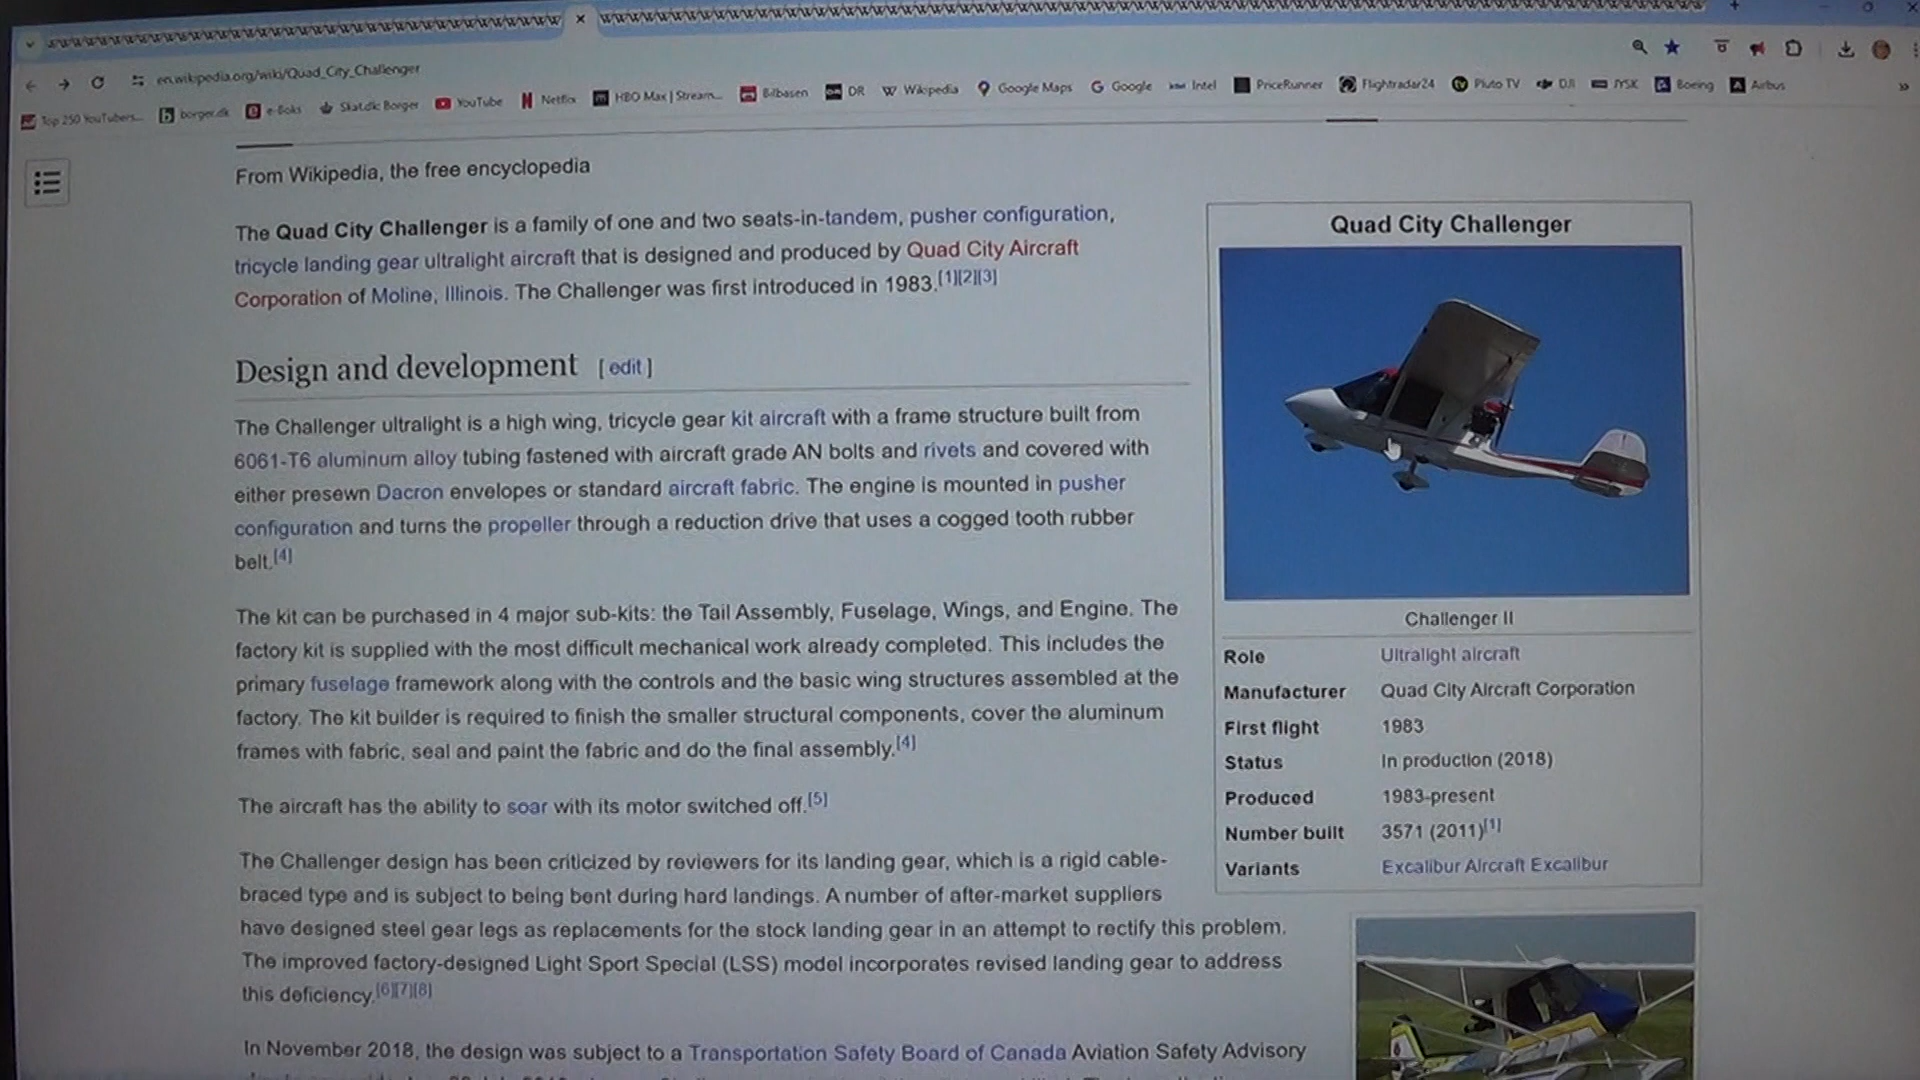 en.wikipedia.org/wiki/Quad_City_Challenger
Top 250 YouTubers... borger.dk e-Boks Skat.dk: Borger YouTube Netflix HBO Max | Stream... Bilbasen DR Wikipedia Google Maps Google Intel PriceRunner Flightradar24 Pluto TV DJI JYSK Boeing Airbus
From Wikipedia, the free encyclopedia
The Quad City Challenger is a family of one and two seats-in-tandem, pusher configuration,
tricycle landing gear ultralight aircraft that is designed and produced by Quad City Aircraft
Corporation of Moline, Illinois. The Challenger was first introduced in 1983.[1][2][3]
Design and development [ edit ]
The Challenger ultralight is a high wing, tricycle gear kit aircraft with a frame structure built from
6061-T6 aluminum alloy tubing fastened with aircraft grade AN bolts and rivets and covered with
either presewn Dacron envelopes or standard aircraft fabric. The engine is mounted in pusher
configuration and turns the propeller through a reduction drive that uses a cogged tooth rubber
belt.[4]
The kit can be purchased in 4 major sub-kits: the Tail Assembly, Fuselage, Wings, and Engine. The
factory kit is supplied with the most difficult mechanical work already completed. This includes the
primary fuselage framework along with the controls and the basic wing structures assembled at the
factory. The kit builder is required to finish the smaller structural components, cover the aluminum
frames with fabric, seal and paint the fabric and do the final assembly.[4]
The aircraft has the ability to soar with its motor switched off.[5]
The Challenger design has been criticized by reviewers for its landing gear, which is a rigid cable-
braced type and is subject to being bent during hard landings. A number of after-market suppliers
have designed steel gear legs as replacements for the stock landing gear in an attempt to rectify this problem.
The improved factory-designed Light Sport Special (LSS) model incorporates revised landing gear to address
this deficiency.[6][7][8]
In November 2018, the design was subject to a Transportation Safety Board of Canada Aviation Safety Advisory
Quad City Challenger
Challenger II
Role Ultralight aircraft
Manufacturer Quad City Aircraft Corporation
First flight 1983
Status In production (2018)
Produced 1983-present
Number built 3571 (2011)[1]
Variants Excalibur Aircraft Excalibur